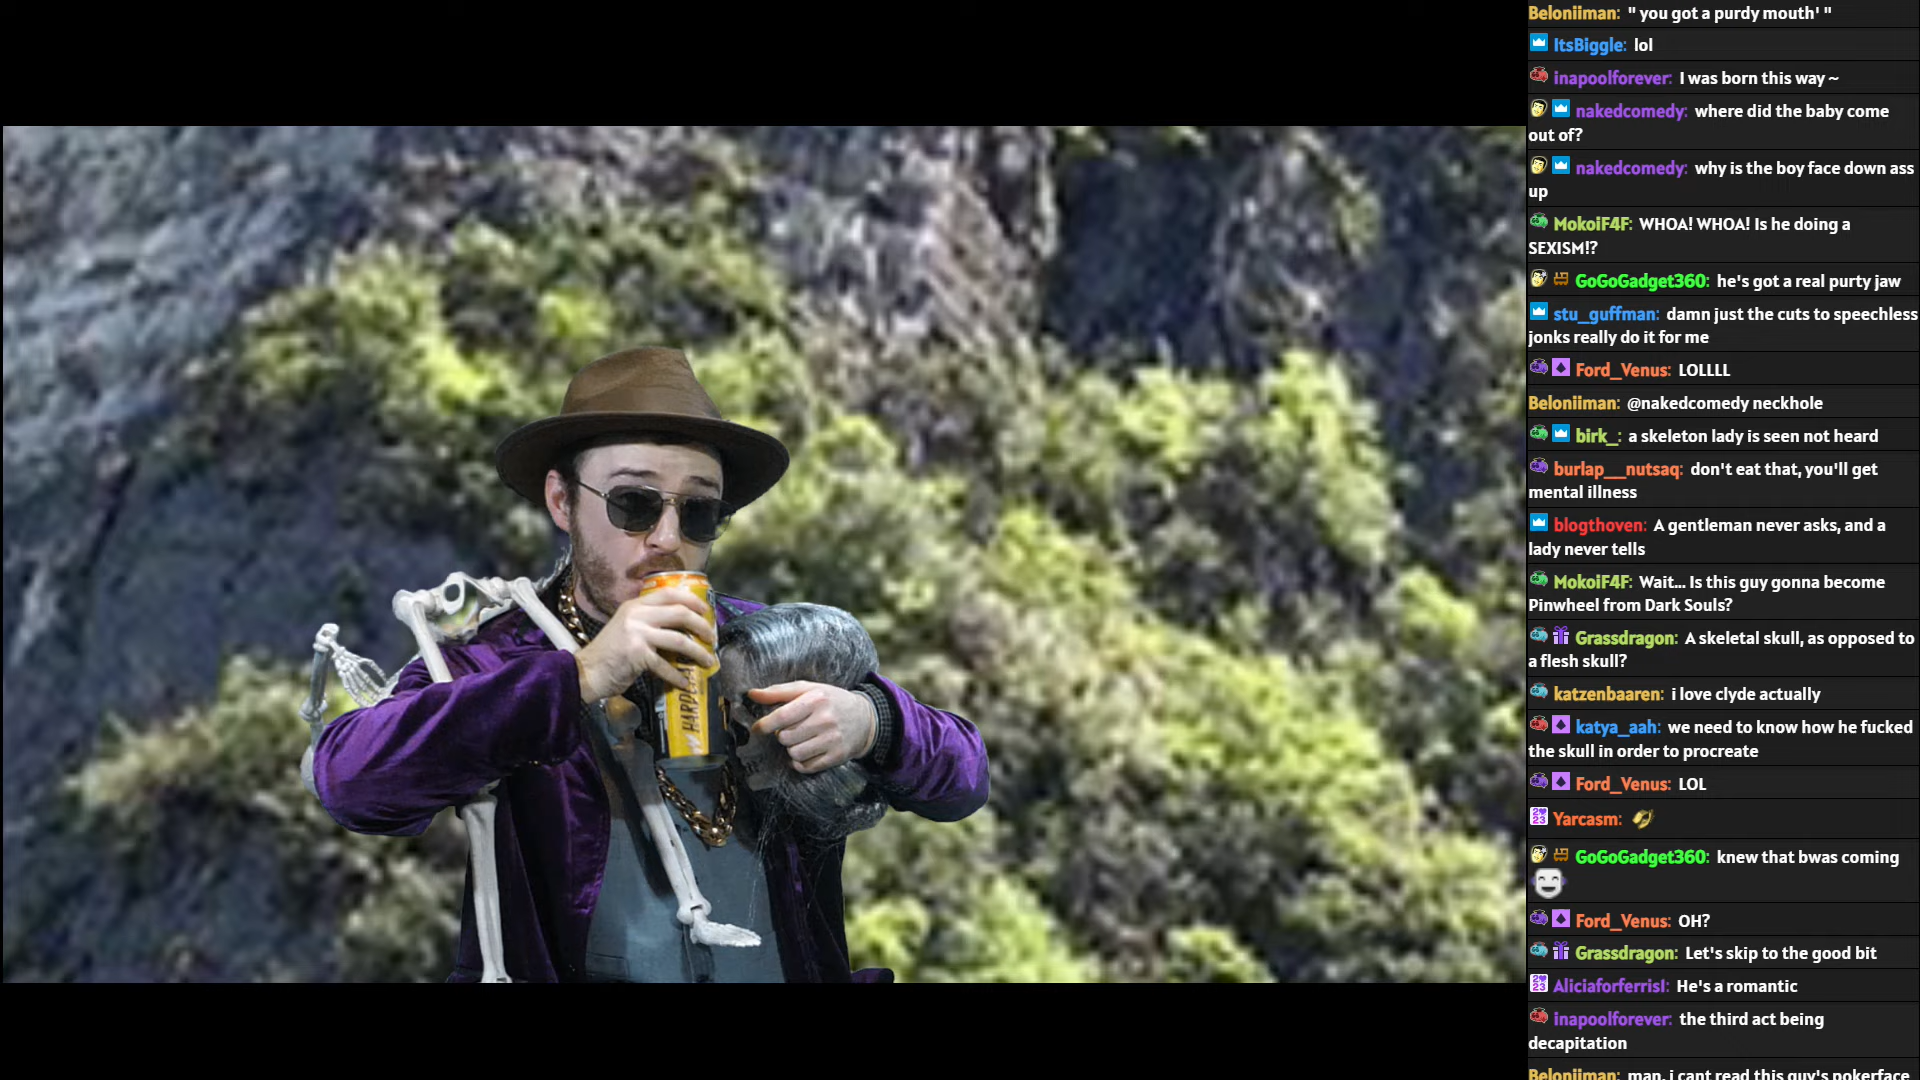 Beloniiman: " you got a purdy mouth' "
ItsBiggle: lol
inapoolforever: I was born this way ~
nakedcomedy: where did the baby come
out of?
nakedcomedy: why is the boy face down ass
up
MokoiF4F: WHOA! WHOA! Is he doing a
SEXISM!?
GoGoGadget360: he's got a real purty jaw
stu_guffman: damn just the cuts to speechless
jonks really do it for me
Ford_Venus: LOLLLL
Beloniiman: @nakedcomedy neckhole
birk_: a skeleton lady is seen not heard
burlap__nutsaq: don't eat that, you'll get
mental illness
blogthoven: A gentleman never asks, and a
lady never tells
MokoiF4F: Wait... Is this guy gonna become
Pinwheel from Dark Souls?
Grassdragon: A skeletal skull, as opposed to
a flesh skull?
katzenbaaren: i love clyde actually
katya_aah: we need to know how he fucked
the skull in order to procreate
Ford_Venus: LOL
Yarcasm:
GoGoGadget360: knew that bwas coming
Ford_Venus: OH?
Grassdragon: Let's skip to the good bit
AliciaforferrisI: He's a romantic
inapoolforever: the third act being
decapitation
Beloniiman: man, i cant read this guy's pokerface